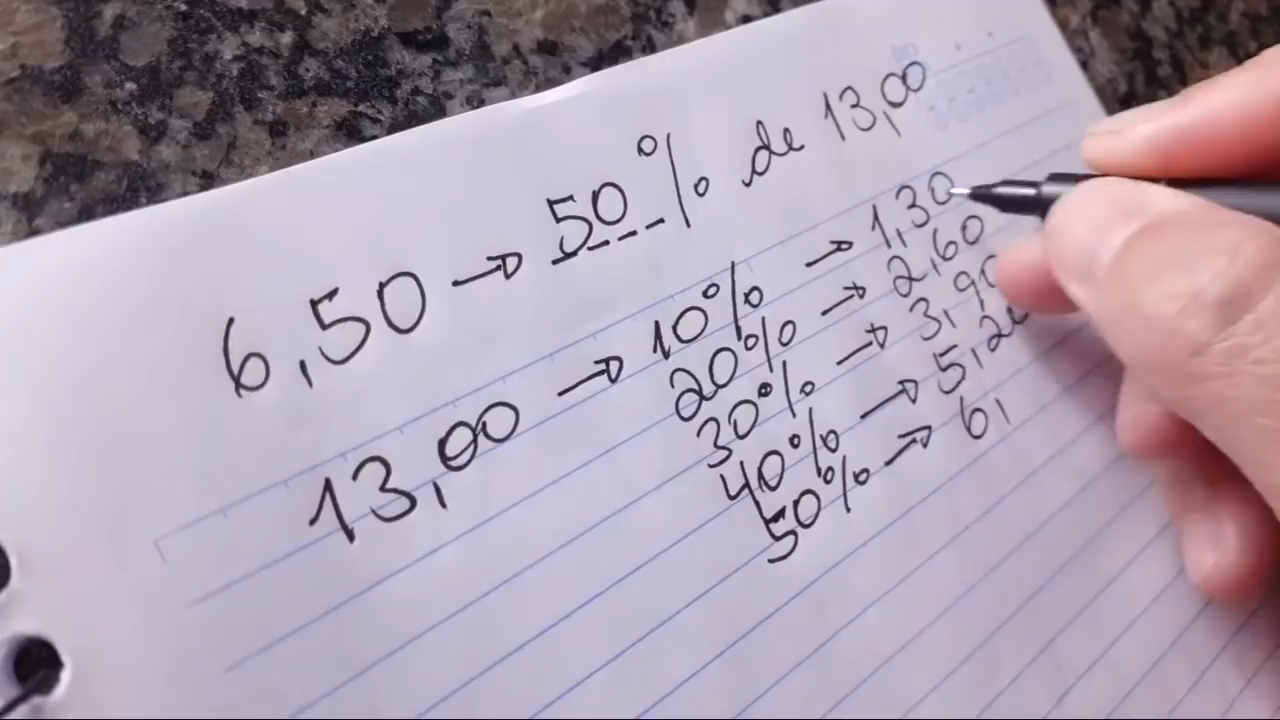 6,50 → 50% de 13,00
13,00 → 10% → 1,30
20% → 2,60
30% → 3,90
40% → 5,20
50% → 6,